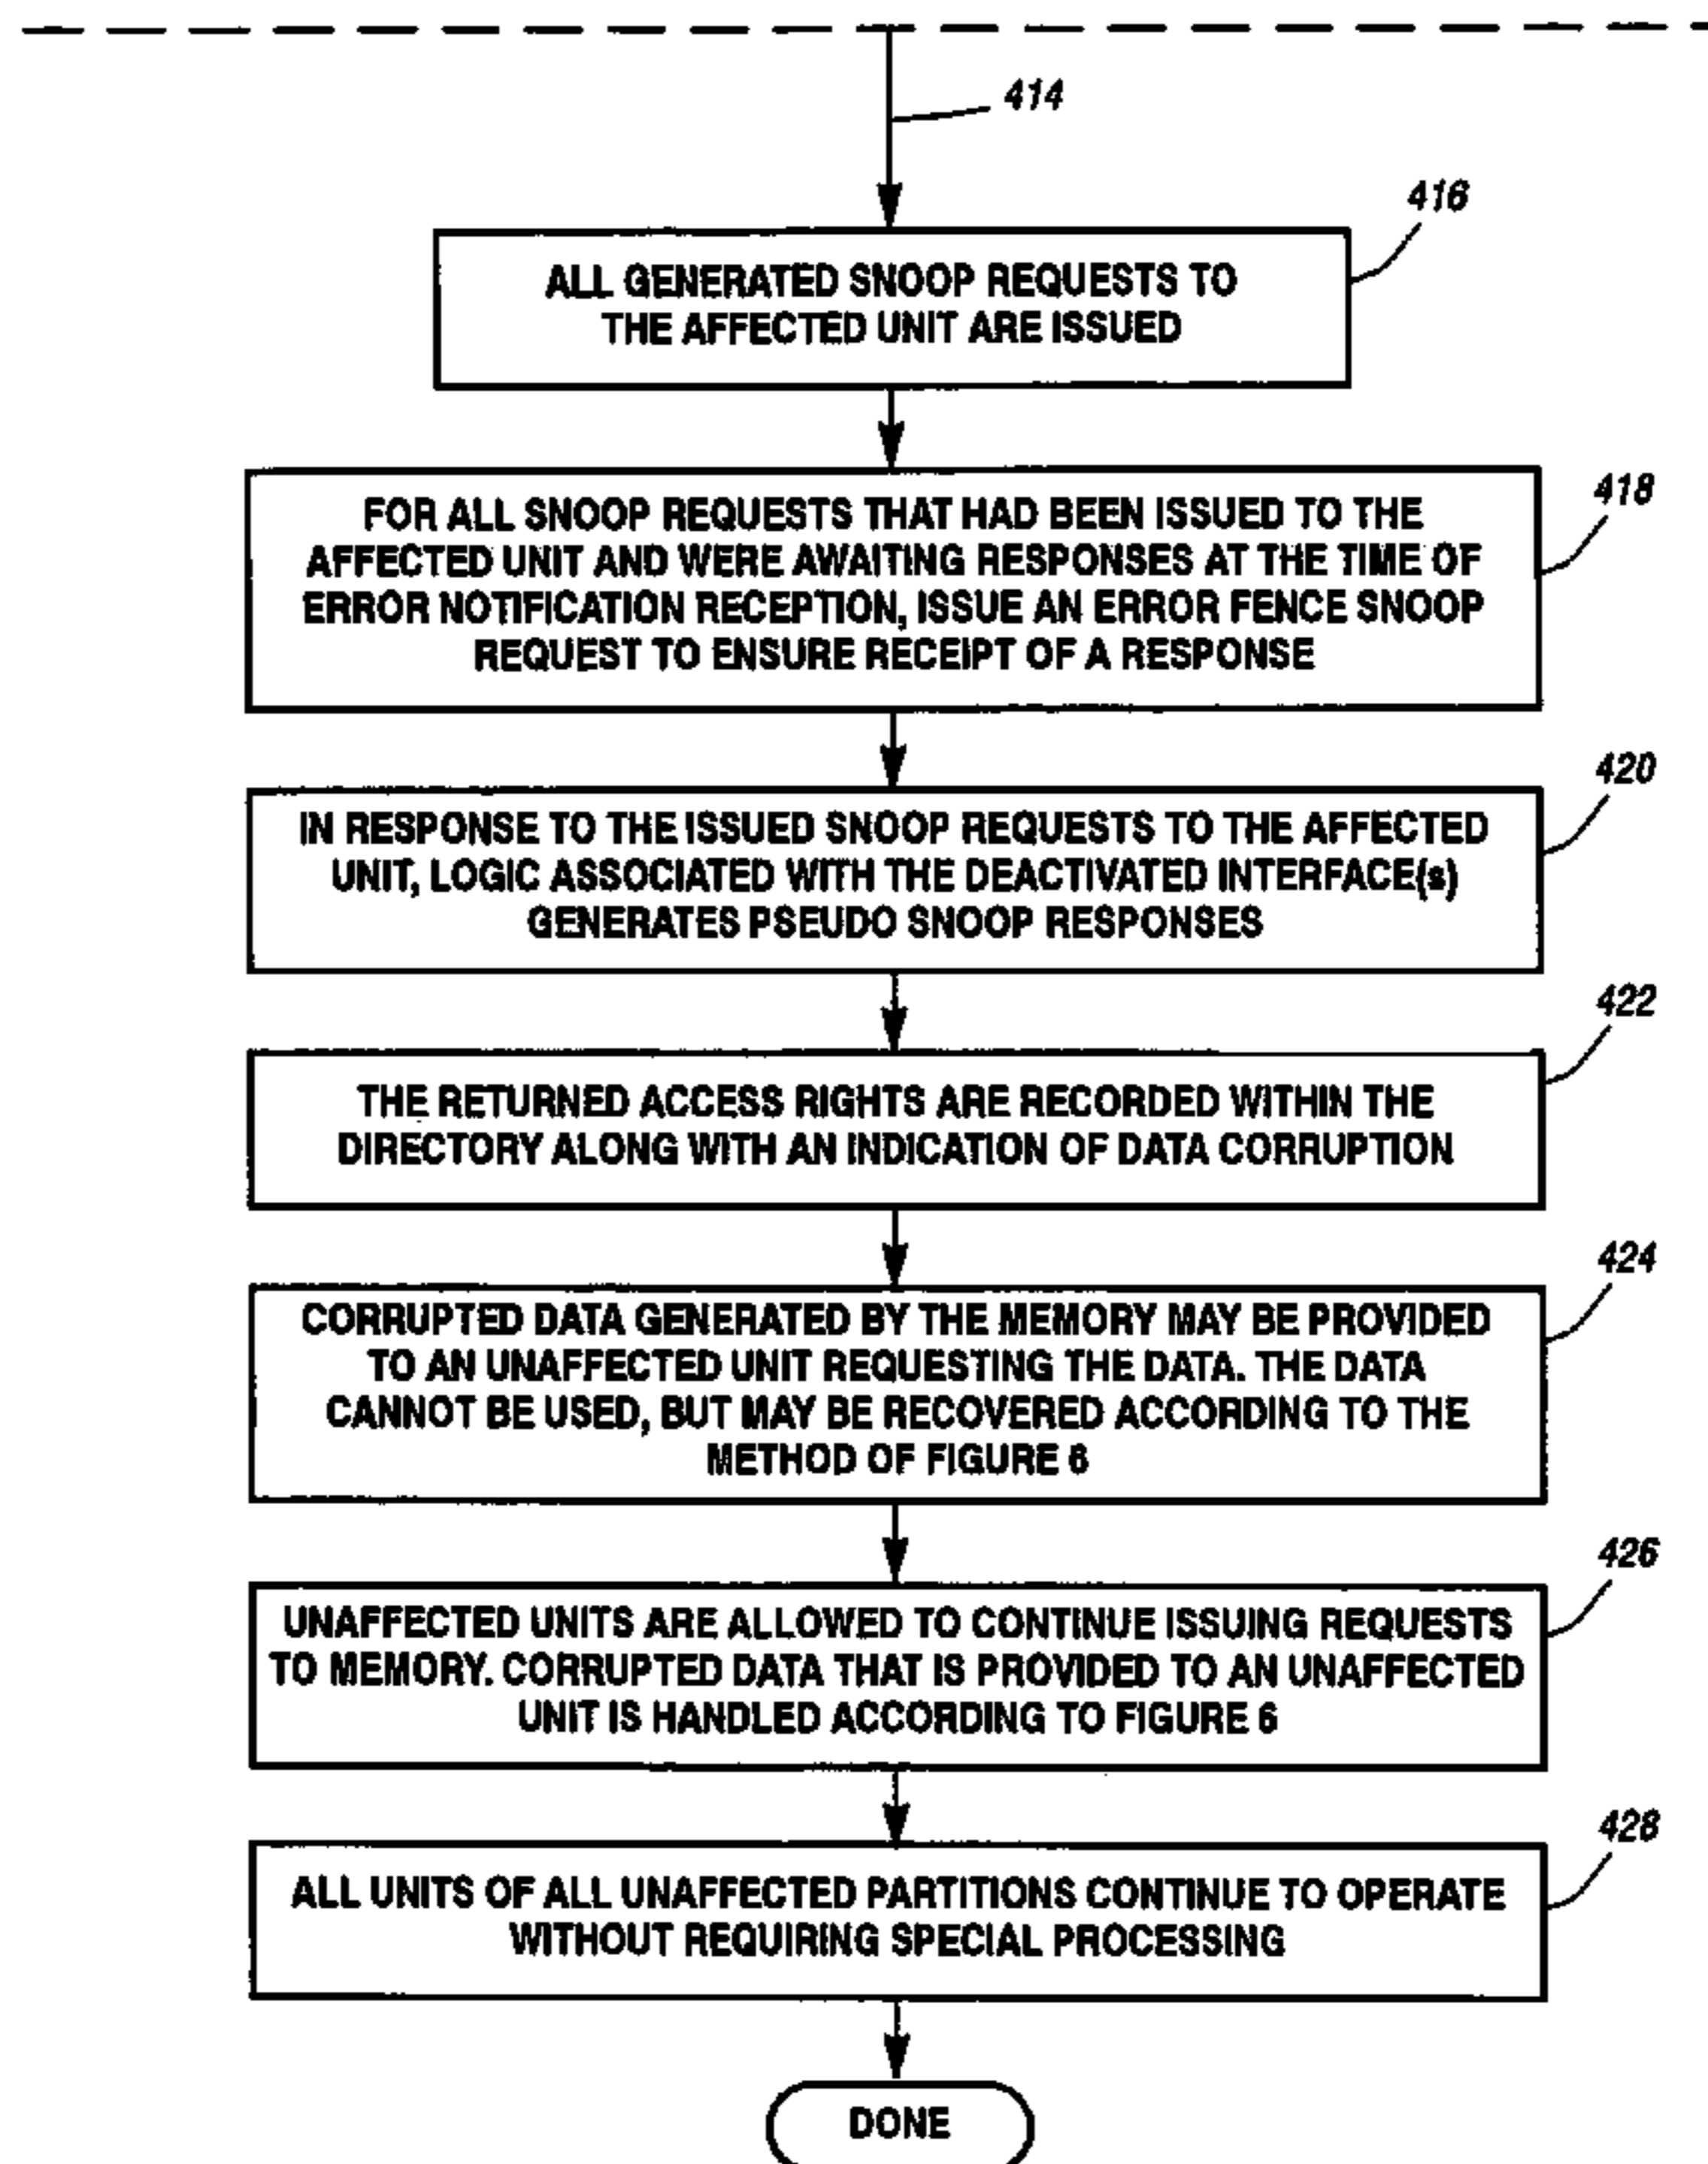 414
416
ALL GENERATED SNOOP REQUESTS TO
THE AFFECTED UNIT ARE ISSUED
418
FOR ALL SNOOP REQUESTS THAT HAD BEEN ISSUED TO THE
AFFECTED UNIT AND WERE AWAITING RESPONSES AT THE TIME OF
ERROR NOTIFICATION RECEPTION, ISSUE AN ERROR FENCE SNOOP
REQUEST TO ENSURE RECEIPT OF A RESPONSE
420
IN RESPONSE TO THE ISSUED SNOOP REQUESTS TO THE AFFECTED
UNIT, LOGIC ASSOCIATED WITH THE DEACTIVATED INTERFACE(s)
GENERATES PSEUDO SNOOP RESPONSES
422
THE RETURNED ACCESS RIGHTS ARE RECORDED WITHIN THE
DIRECTORY ALONG WITH AN INDICATION OF DATA CORRUPTION
424
CORRUPTED DATA GENERATED BY THE MEMORY MAY BE PROVIDED
TO AN UNAFFECTED UNIT REQUESTING THE DATA. THE DATA
CANNOT BE USED, BUT MAY BE RECOVERED ACCORDING TO THE
METHOD OF FIGURE 6
426
UNAFFECTED UNITS ARE ALLOWED TO CONTINUE ISSUING REQUESTS
TO MEMORY. CORRUPTED DATA THAT IS PROVIDED TO AN UNAFFECTED
UNIT IS HANDLED ACCORDING TO FIGURE 6
428
ALL UNITS OF ALL UNAFFECTED PARTITIONS CONTINUE TO OPERATE
WITHOUT REQUIRING SPECIAL PROCESSING
DONE